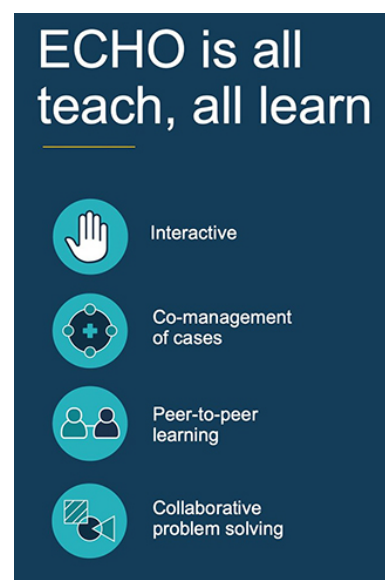 ECHO is all
teach, all learn
Interactive
Co-management
of cases
Peer-to-peer
learning
Collaborative
problem solving